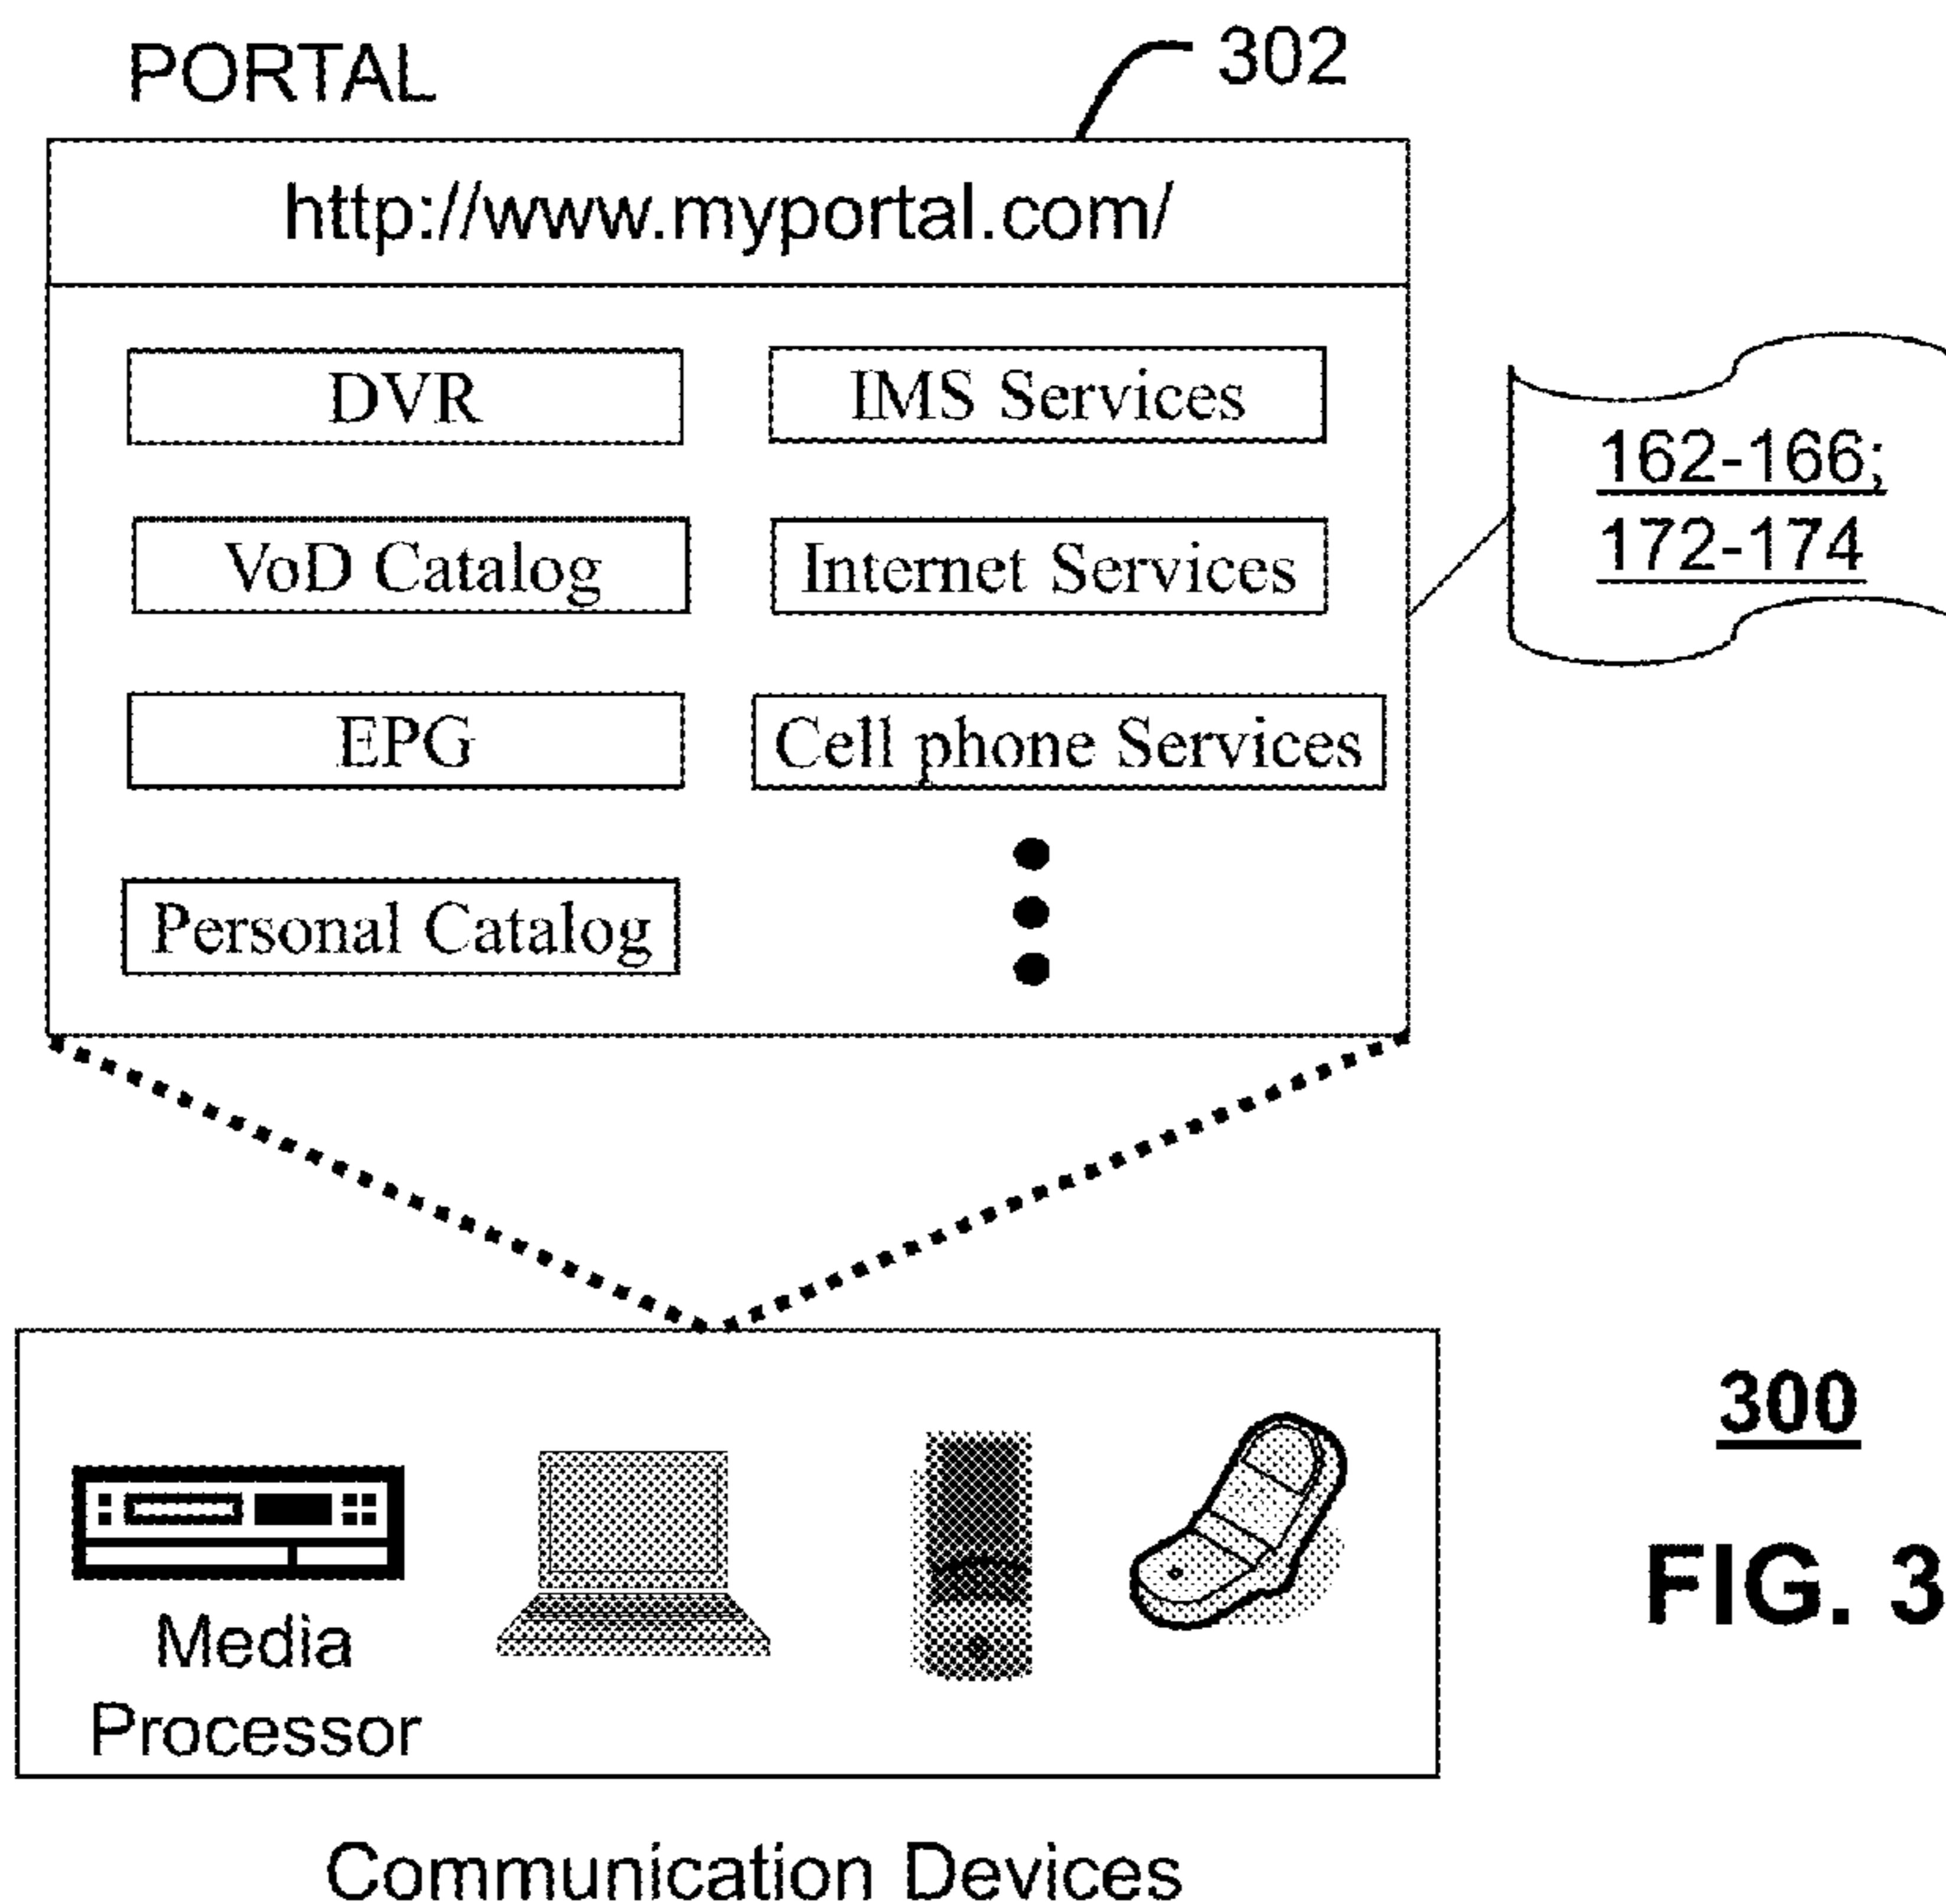 PORTAL
302
http://www.myportal.com/
DVR
IMS Services
162-166;
172-174
VoD Catalog
Internet Services
EPG
Cell phone Services
Personal Catalog
Media
Processor
300
FIG. 3
Communication Devices